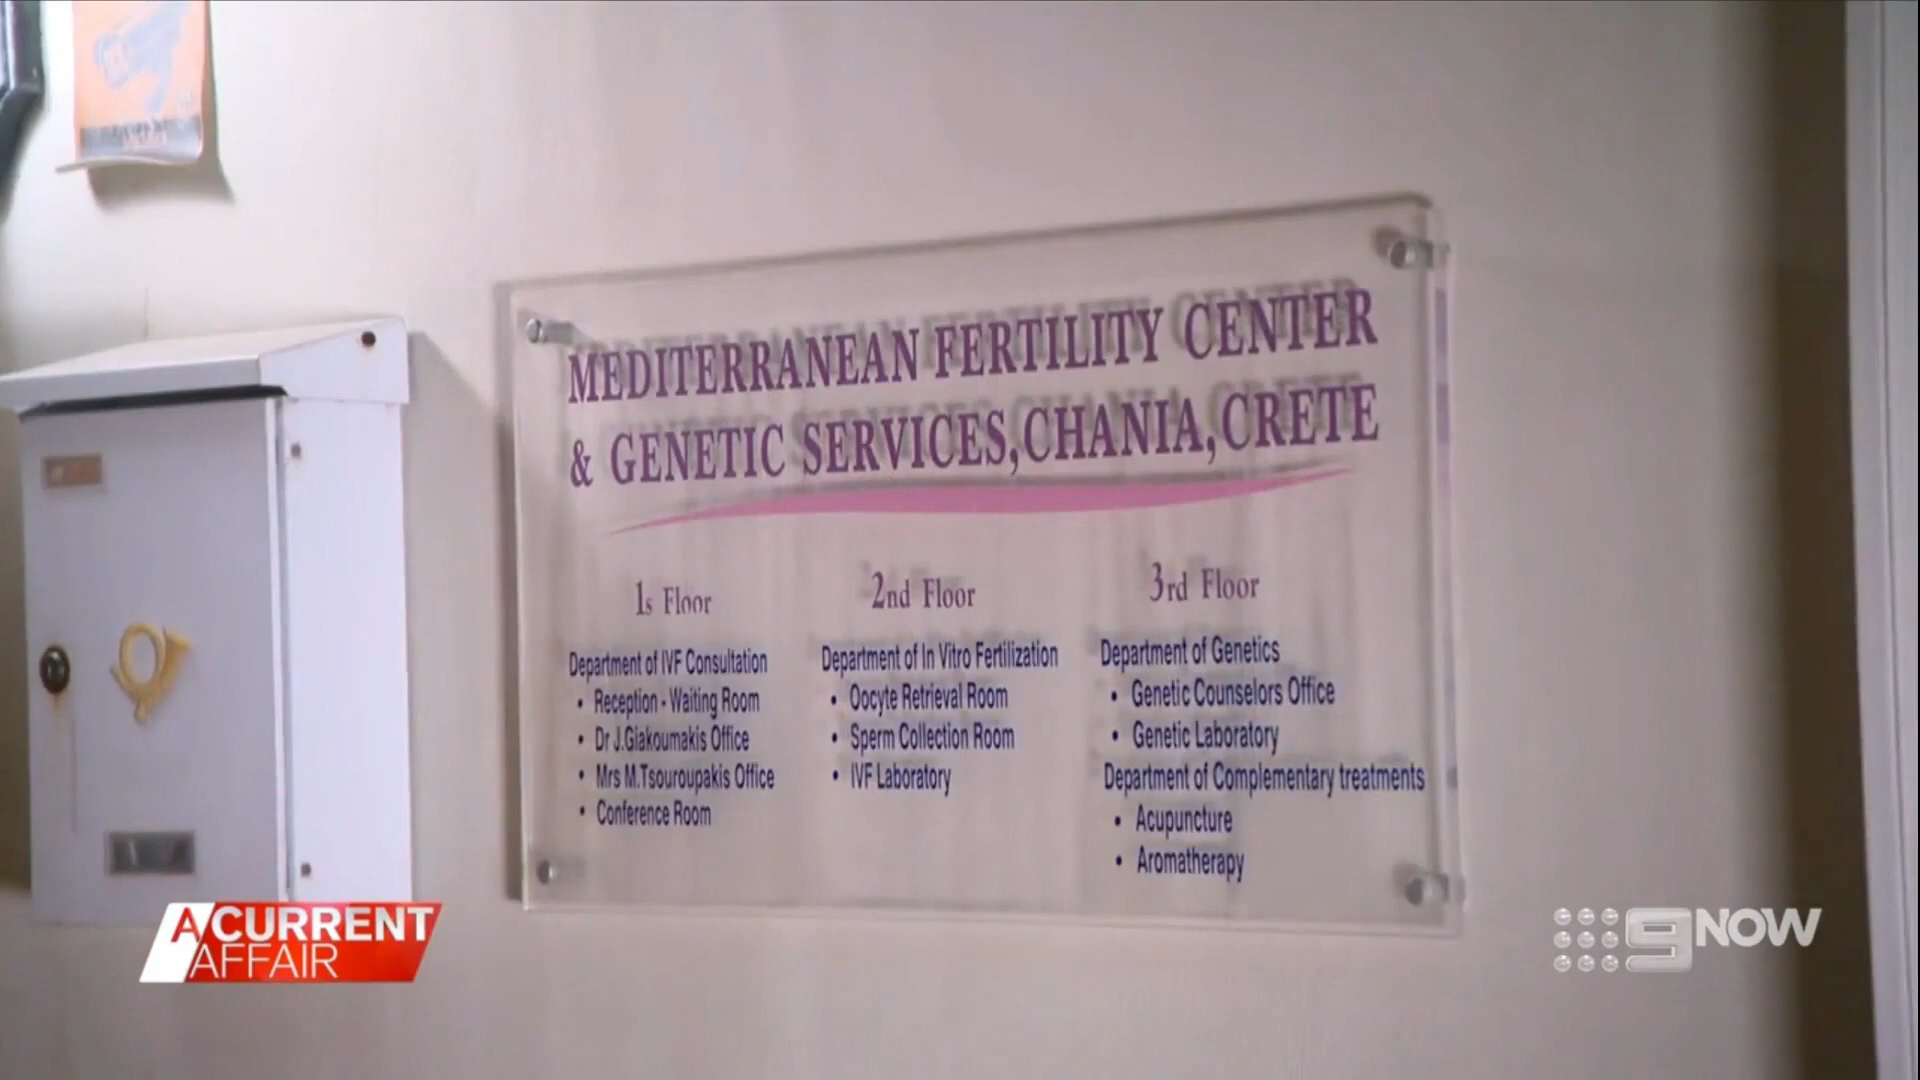 MEDITERRANEAN FERTILITY CENTER
& GENETIC SERVICES,CHANIA,CRETE
1s Floor
Department of IVF Consultation
• Reception - Waiting Room
• Dr J.Giakoumakis Office
• Mrs M.Tsouroupakis Office
• Conference Room
2nd Floor
Department of In Vitro Fertilization
• Oocyte Retrieval Room
• Sperm Collection Room
• IVF Laboratory
3rd Floor
Department of Genetics
• Genetic Counselors Office
• Genetic Laboratory
Department of Complementary treatments
• Acupuncture
• Aromatherapy
A CURRENT
AFFAIR
9NOW